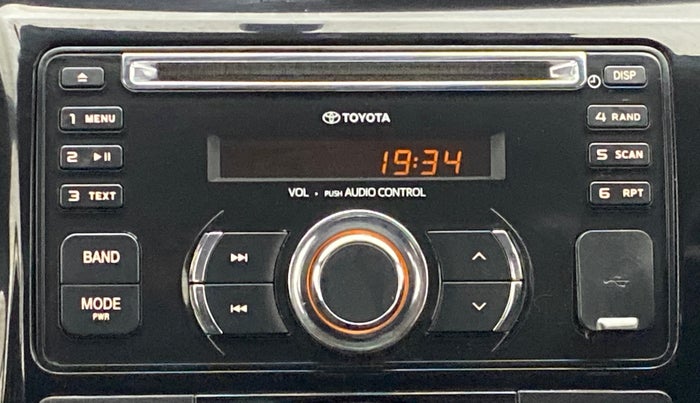 DISP
1 MENU
4 RAND
TOYOTA
2
19:34
5 SCAN
3 TEXT
VOL • PUSH AUDIO CONTROL
6 RPT
BAND
MODE
PWR